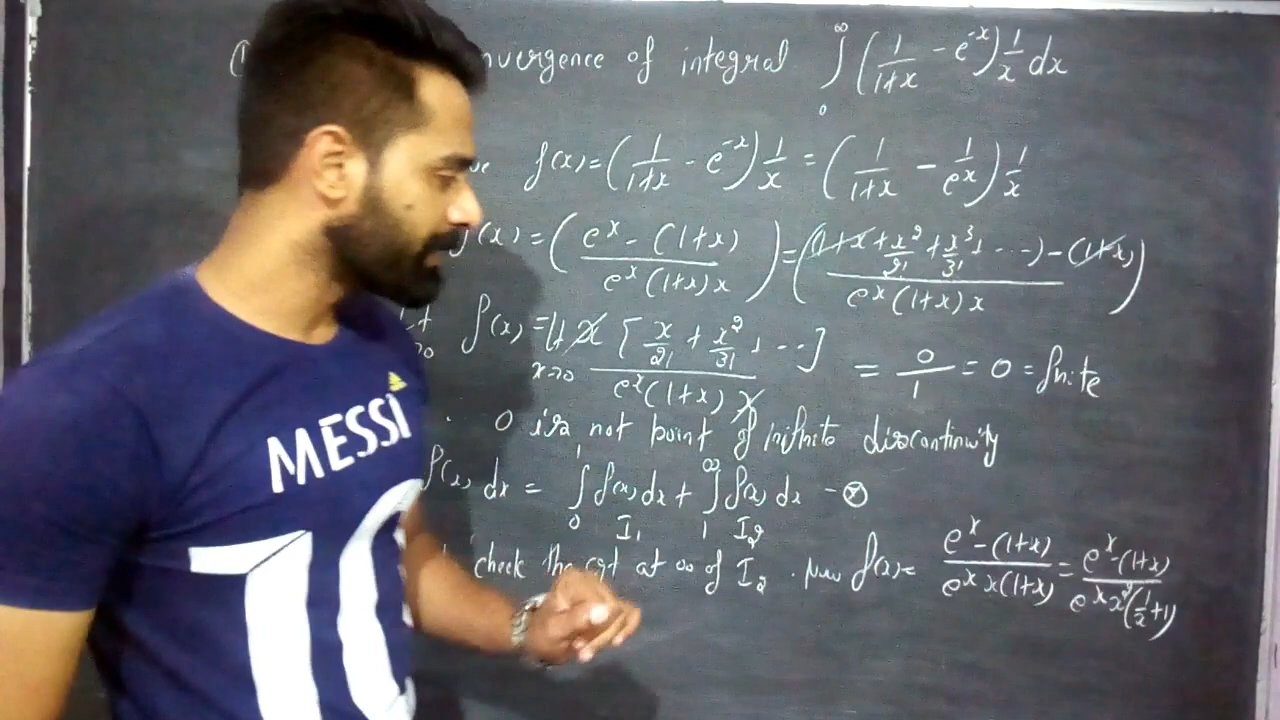 (
nvergence of integral ∫₀^∞ (1/(1+x) - e^{-x}) 1/x dx
f(x) = (1/(1+x) - e^{-x}) 1/x = (1/(1+x) - 1/e^x) 1/x
f(x) = (e^x - (1+x) / e^x (1+x) x) = ((1+x + x²/2! + x³/3! + ...) - (1+x) / e^x (1+x) x)
Lt x→0 f(x) = Lt x→0 x [x/2! + x²/3! + ...] / e^x (1+x) x = 0/1 = 0 = finite
0 is not point of infinite discontinuity
f(x) dx = ∫₀¹ f(x) dx + ∫₁^∞ f(x) dx -
I₁ I₂
check the cgt at ∞ of I₂ . Now f(x) = e^x - (1+x) / e^x x (1+x) = e^x - (1+x) / e^x x² (1/x + 1)
MESSI
10